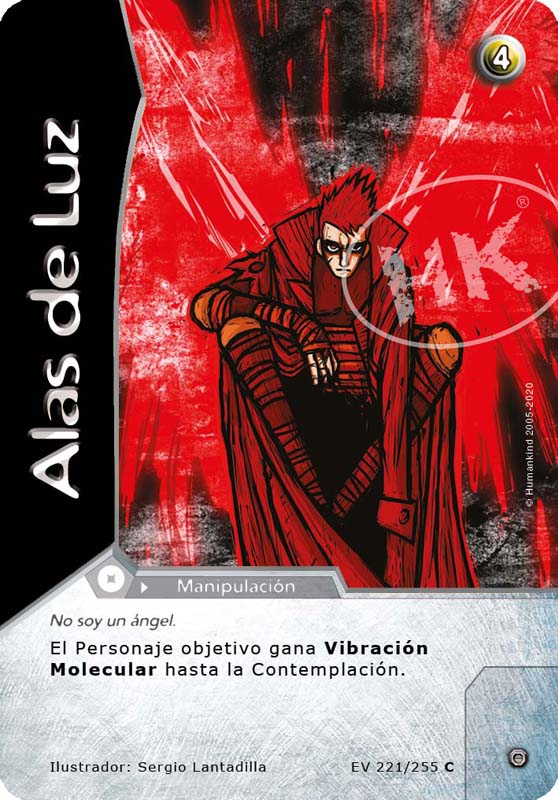 Alas de Luz
4
HK®
© Humankind 2005-2020
Manipulación
No soy un ángel.
El Personaje objetivo gana Vibración
Molecular hasta la Contemplación.
Ilustrador: Sergio Lantadilla EV 221/255 C